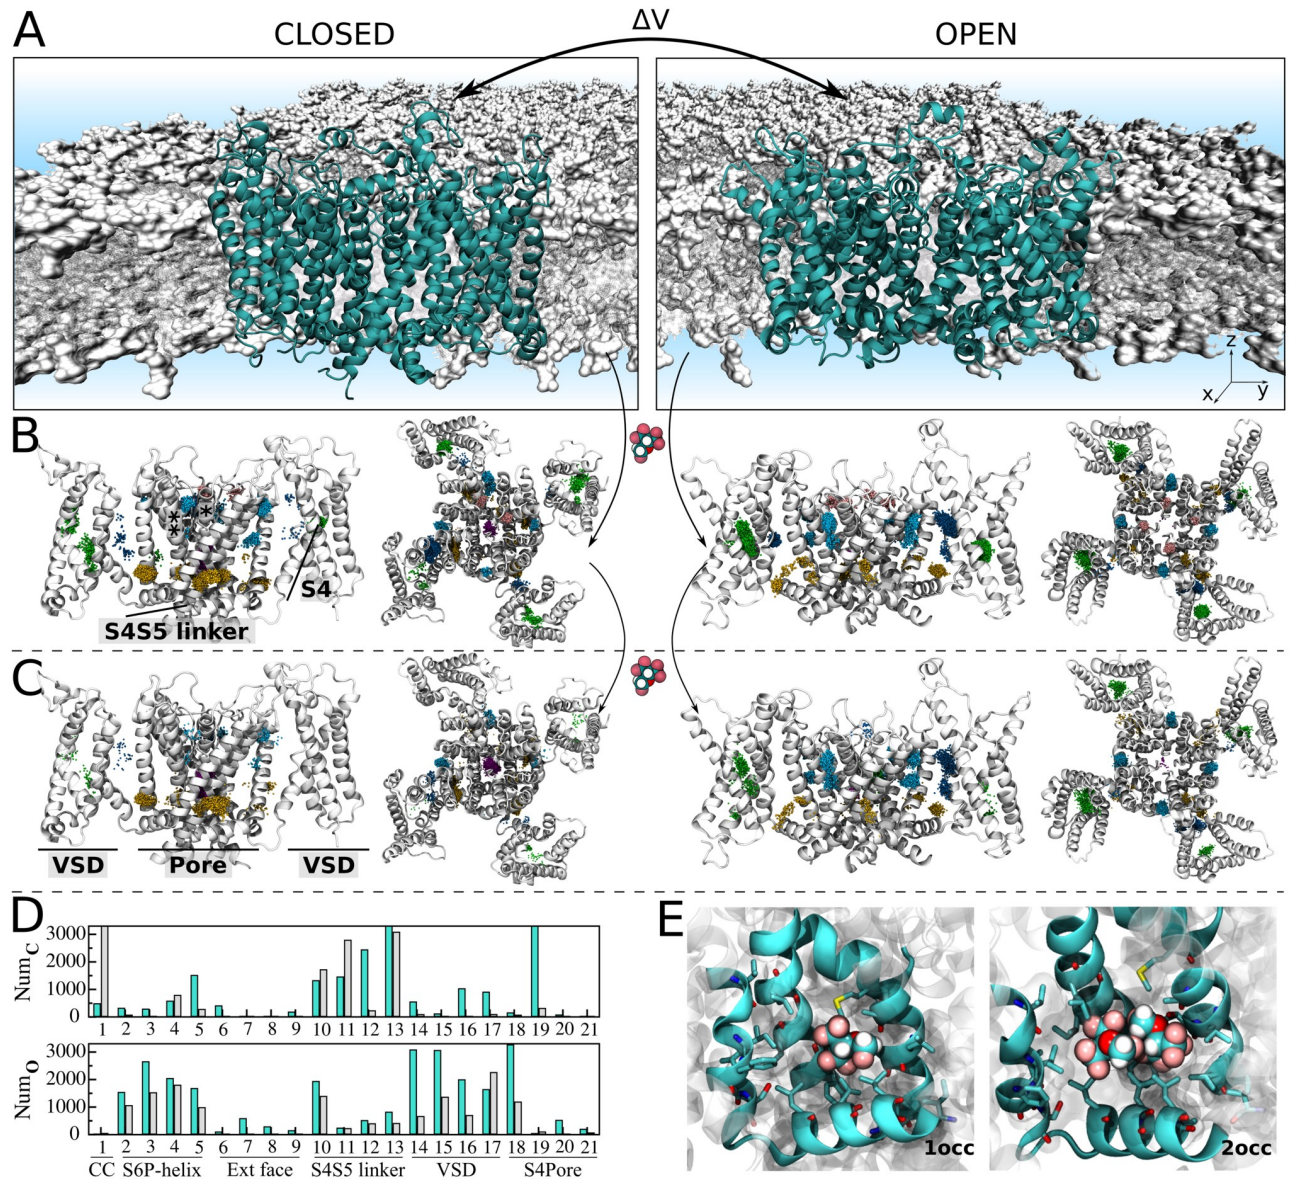 A
CLOSED
ΔV
OPEN
z
x
y
B
*
*
*
S4
S4S5 linker
C
VSD
Pore
VSD
D
NumC
3000
2000
1000
0
1 2 3 4 5 6 7 8 9 10 11 12 13 14 15 16 17 18 19 20 21
NumO
3000
2000
1000
0
1 2 3 4 5 6 7 8 9 10 11 12 13 14 15 16 17 18 19 20 21
CC S6P-helix Ext face S4S5 linker VSD S4Pore
E
1occ
2occ